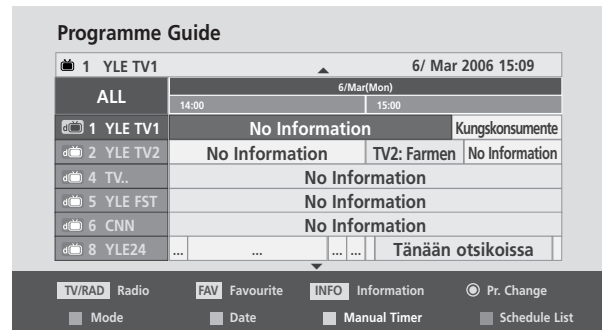 Programme Guide
1 YLE TV1 6/ Mar 2006 15:09
ALL 6/Mar(Mon)
14:00 15:00
1 YLE TV1 No Information Kungskonsumente
2 YLE TV2 No Information TV2: Farmen No Information
4 TV.. No Information
5 YLE FST No Information
6 CNN No Information
8 YLE24 ... ... ... ... Tänään otsikoissa
TV/RAD Radio FAV Favourite INFO Information Pr. Change
Mode Date Manual Timer Schedule List